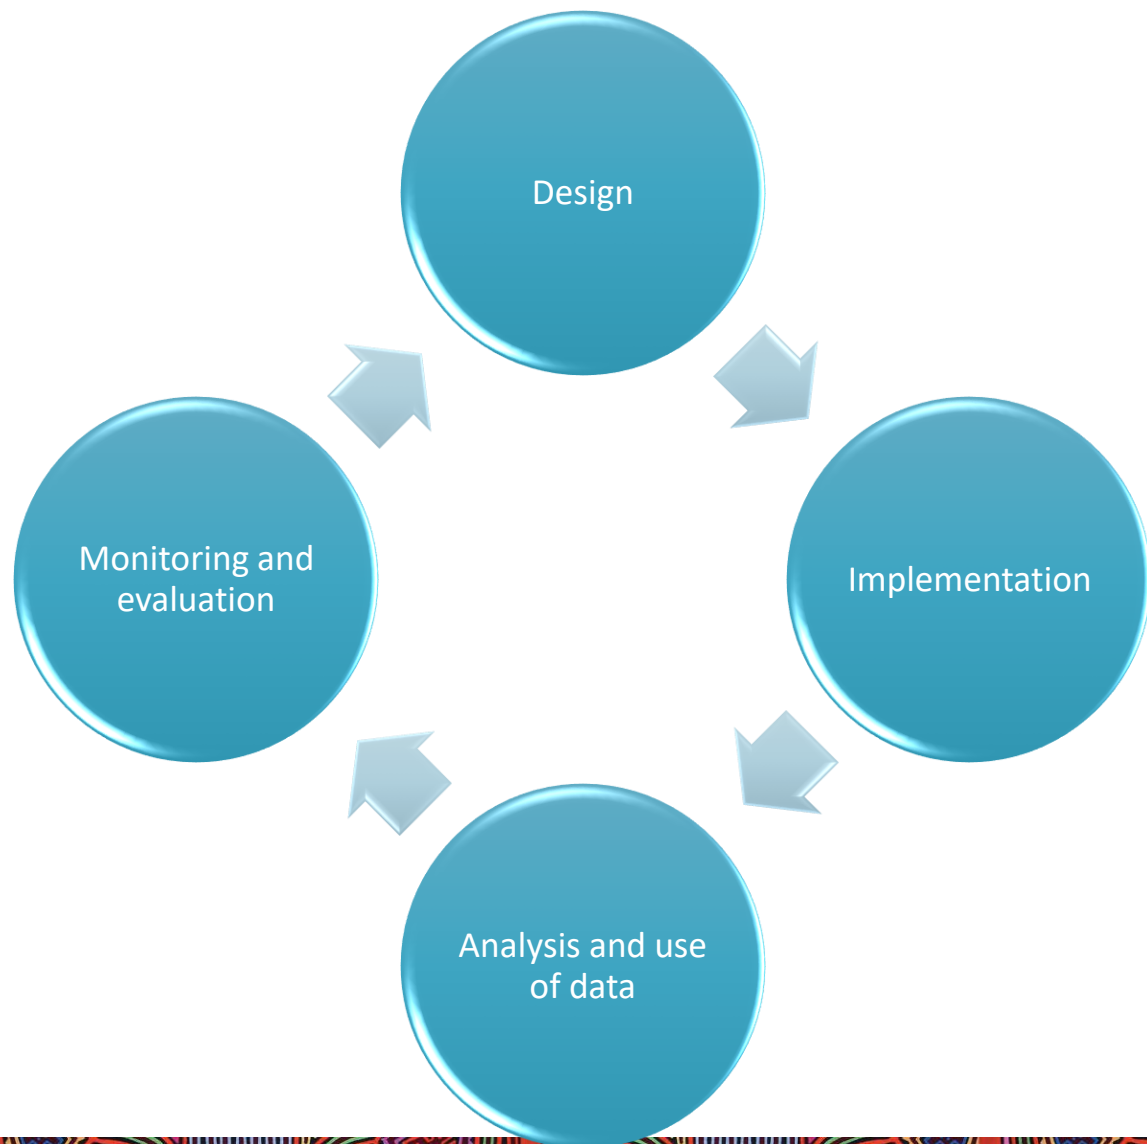 Design
Implementation
Analysis and use
of data
Monitoring and
evaluation